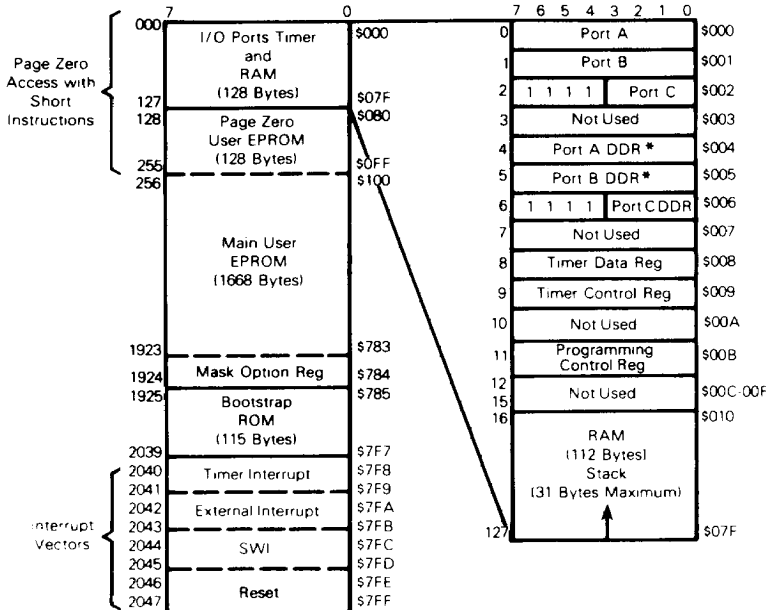 7 0
000 $000
I/O Ports Timer
and
RAM
(128 Bytes)
127 $07F
128 $080
Page Zero
User EPROM
(128 Bytes)
255 $0FF
256 $100
Page Zero
Access with
Short
Instructions
Main User
EPROM
(1668 Bytes)
1923 $783
1924 Mask Option Reg $784
1925 $785
Bootstrap
ROM
(115 Bytes)
2039 $7F7
2040 Timer Interrupt $7F8
2041 $7F9
2042 External Interrupt $7FA
2043 $7FB
2044 SWI $7FC
2045 $7FD
2046 Reset $7FE
2047 $7FF
Interrupt
Vectors
7 6 5 4 3 2 1 0
0 Port A $000
1 Port B $001
2 1 1 1 1 Port C $002
3 Not Used $003
4 Port A DDR* $004
5 Port B DDR* $005
6 1 1 1 1 Port C DDR $006
7 Not Used $007
8 Timer Data Reg $008
9 Timer Control Reg $009
10 Not Used $00A
11 Programming $00B
Control Reg
12
15 Not Used $00C-00F
16 $010
RAM
(112 Bytes)
Stack
(31 Bytes Maximum)
127 $07F